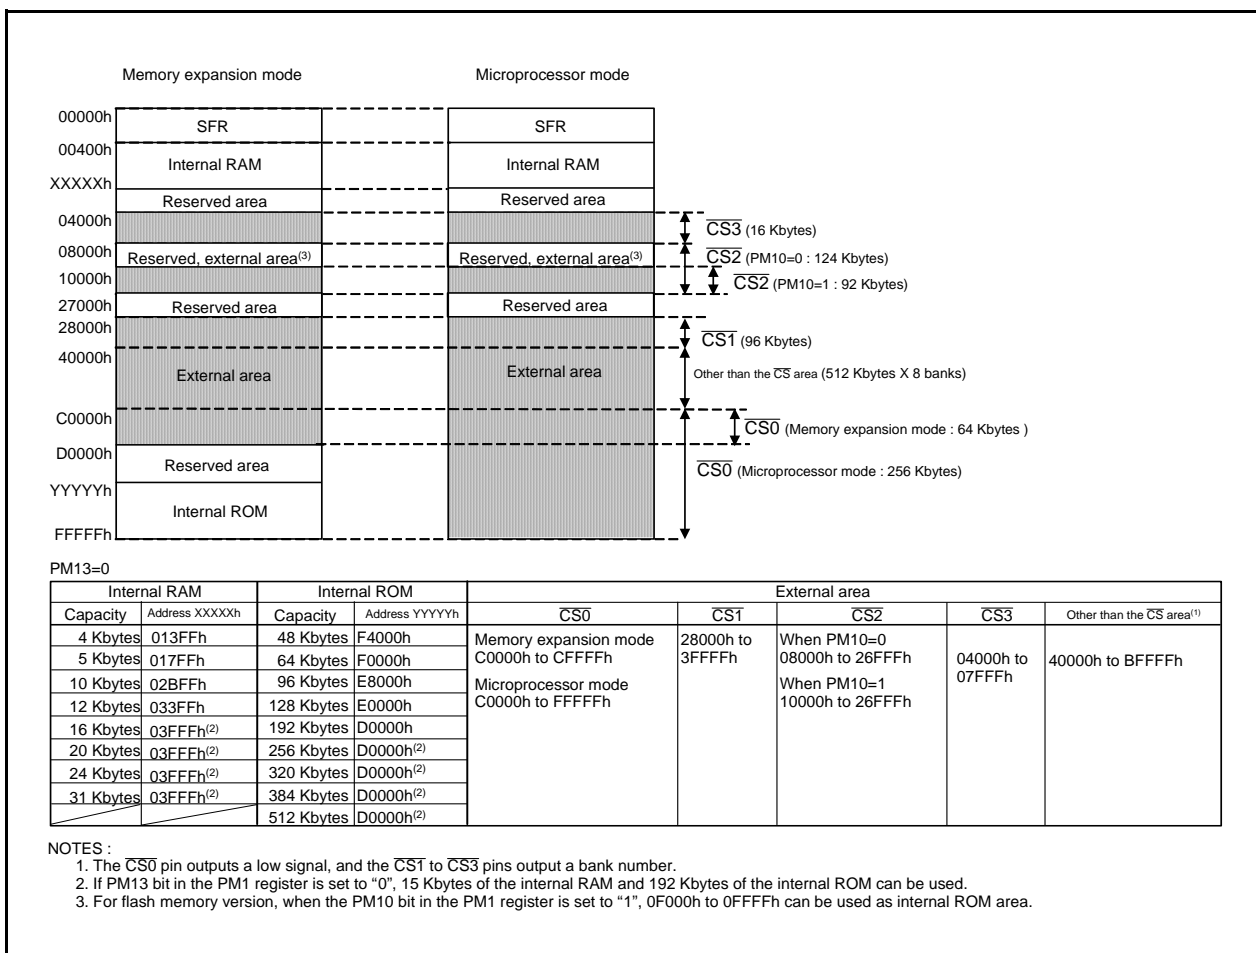 Memory expansion mode Microprocessor mode
00000h
SFR SFR
00400h
Internal RAM Internal RAM
XXXXXh
Reserved area Reserved area
04000h
CS3 (16 Kbytes)
08000h
Reserved, external area(3) Reserved, external area(3) CS2 (PM10=0 : 124 Kbytes)
10000h
CS2 (PM10=1 : 92 Kbytes)
27000h
Reserved area Reserved area
28000h
CS1 (96 Kbytes)
40000h
External area External area Other than the CS area (512 Kbytes X 8 banks)
C0000h
CS0 (Memory expansion mode : 64 Kbytes )
D0000h
Reserved area CS0 (Microprocessor mode : 256 Kbytes)
YYYYYh
Internal ROM
FFFFFh
PM13=0
Internal RAM Internal ROM External area
Capacity Address XXXXXh Capacity Address YYYYYh CS0 CS1 CS2 CS3 Other than the CS area(1)
4 Kbytes 013FFh 48 Kbytes F4000h Memory expansion mode 28000h to When PM10=0
5 Kbytes 017FFh 64 Kbytes F0000h C0000h to CFFFFh 3FFFFh 08000h to 26FFFh 04000h to 40000h to BFFFFh
10 Kbytes 02BFFh 96 Kbytes E8000h Microprocessor mode When PM10=1 07FFFh
12 Kbytes 033FFh 128 Kbytes E0000h C0000h to FFFFFh 10000h to 26FFFh
16 Kbytes 03FFFh(2) 192 Kbytes D0000h
20 Kbytes 03FFFh(2) 256 Kbytes D0000h(2)
24 Kbytes 03FFFh(2) 320 Kbytes D0000h(2)
31 Kbytes 03FFFh(2) 384 Kbytes D0000h(2)
512 Kbytes D0000h(2)
NOTES :
1. The CS0 pin outputs a low signal, and the CS1 to CS3 pins output a bank number.
2. If PM13 bit in the PM1 register is set to “0”, 15 Kbytes of the internal RAM and 192 Kbytes of the internal ROM can be used.
3. For flash memory version, when the PM10 bit in the PM1 register is set to “1”, 0F000h to 0FFFFh can be used as internal ROM area.